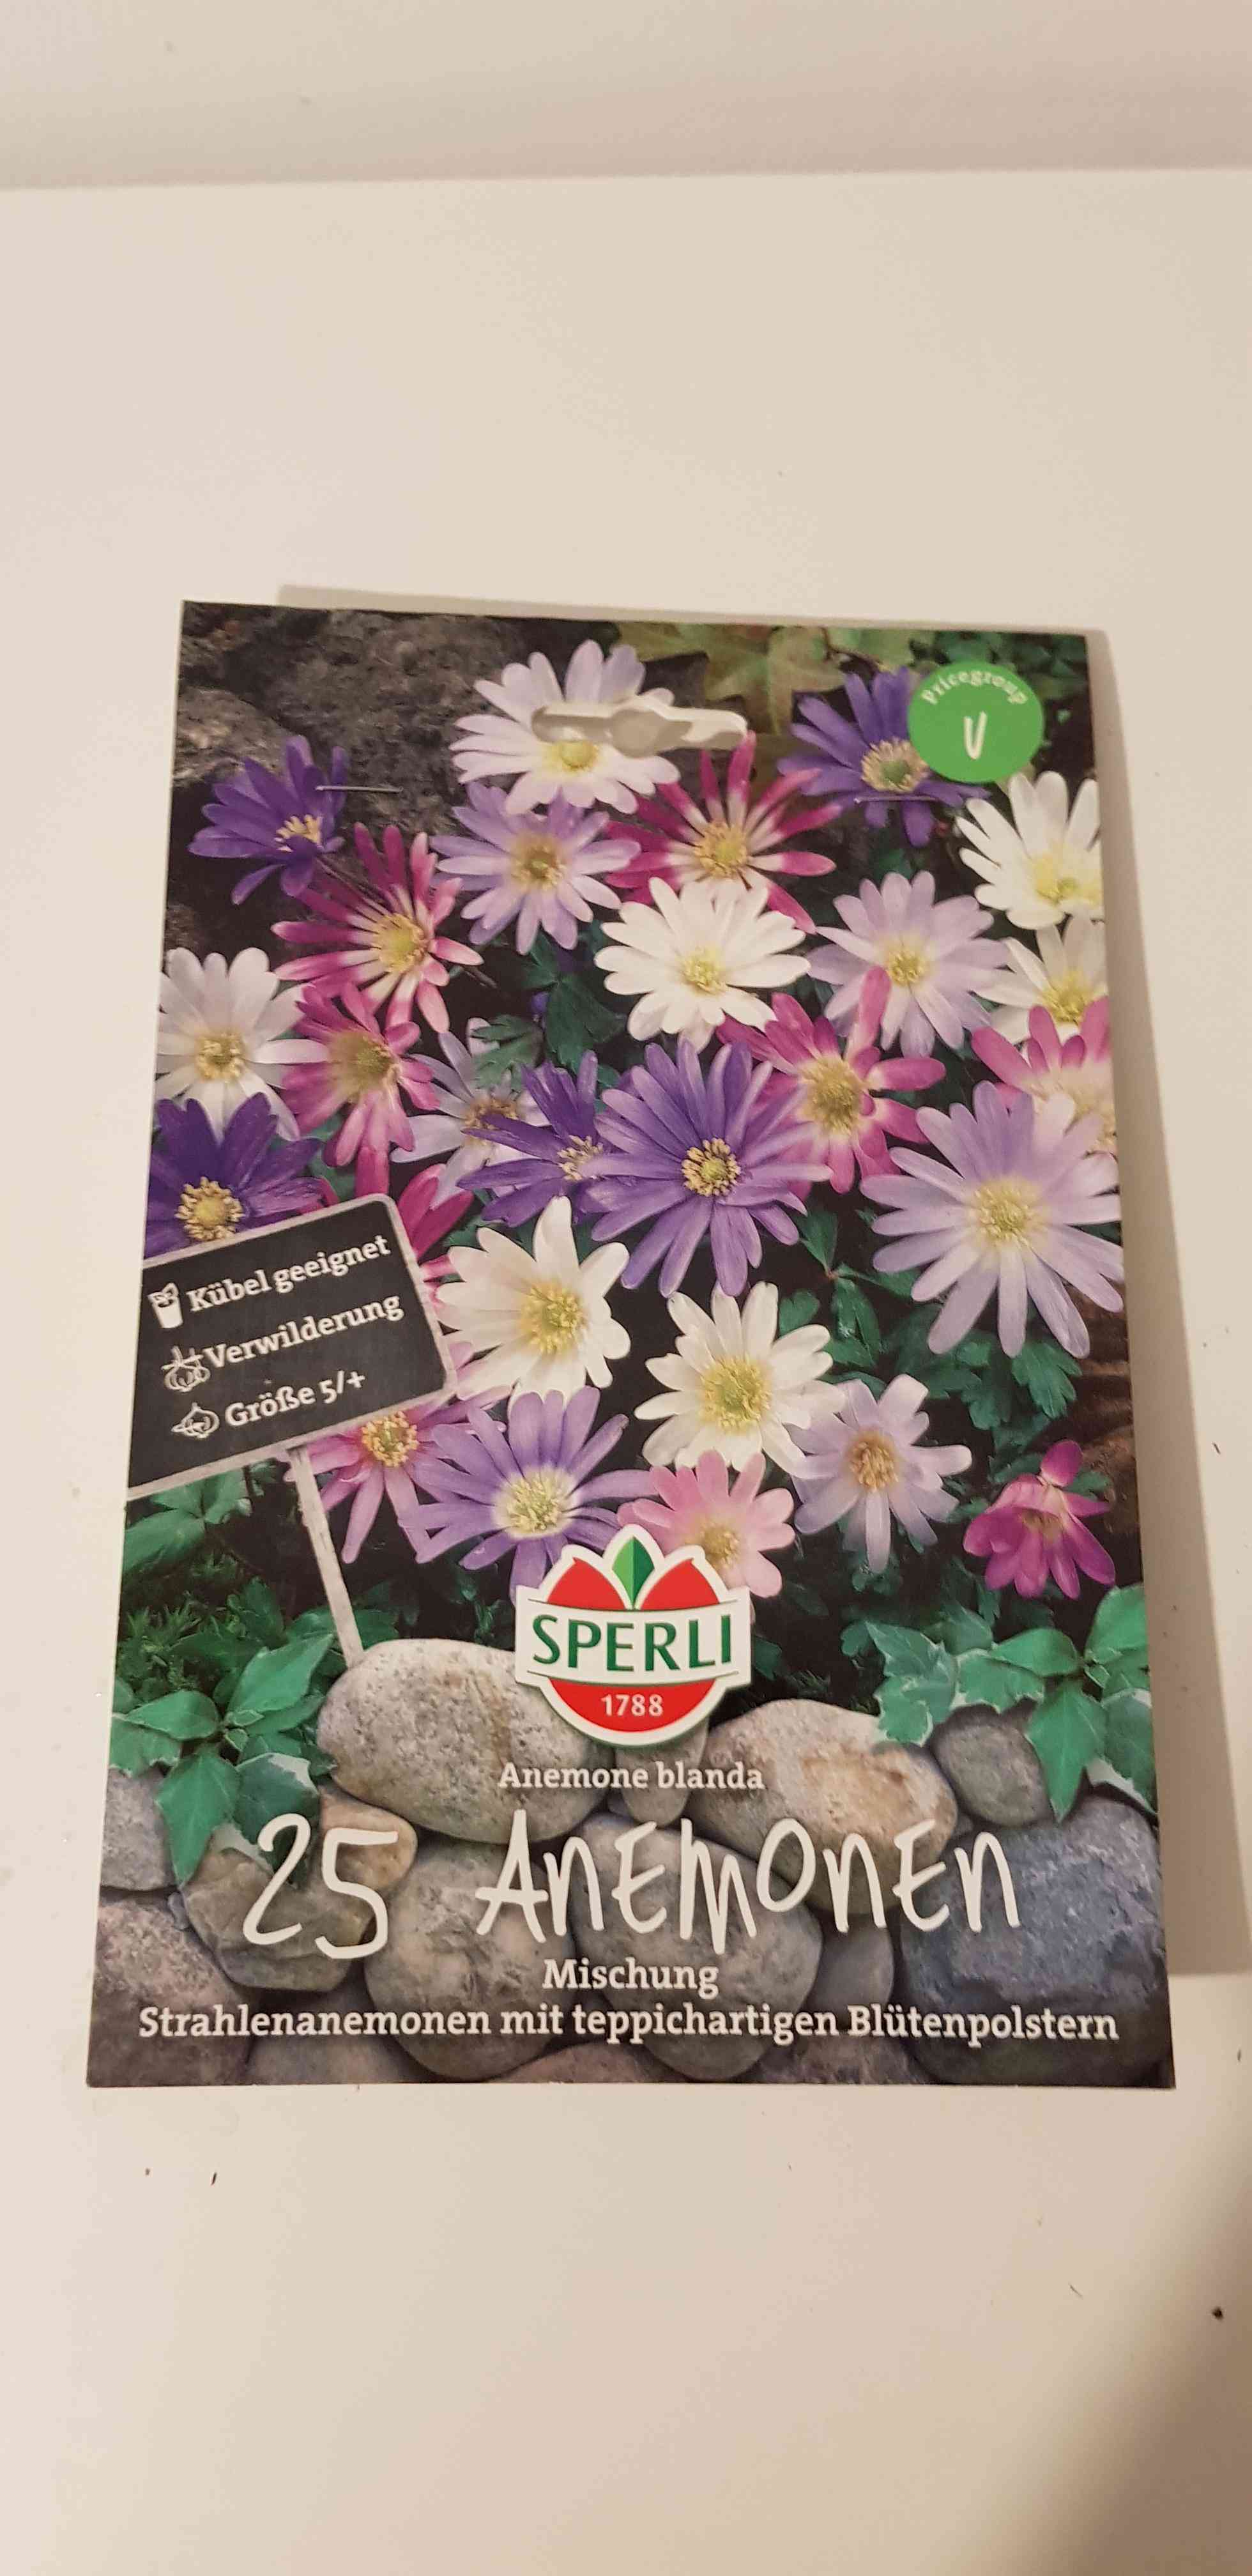 Pricegroup
V
Kübel geeignet
Verwilderung
Größe 5/+
SPERLI
1788
Anemone blanda
25 Anemonen
Mischung
Strahlenanemonen mit teppichartigen Blütenpolstern